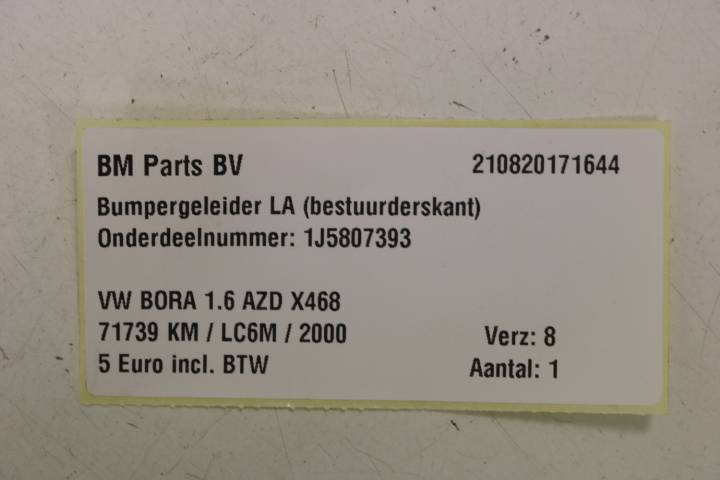 BM Parts BV 210820171644
Bumpergeleider LA (bestuurderskant)
Onderdeelnummer: 1J5807393
VW BORA 1.6 AZD X468
71739 KM / LC6M / 2000 Verz: 8
5 Euro incl. BTW Aantal: 1